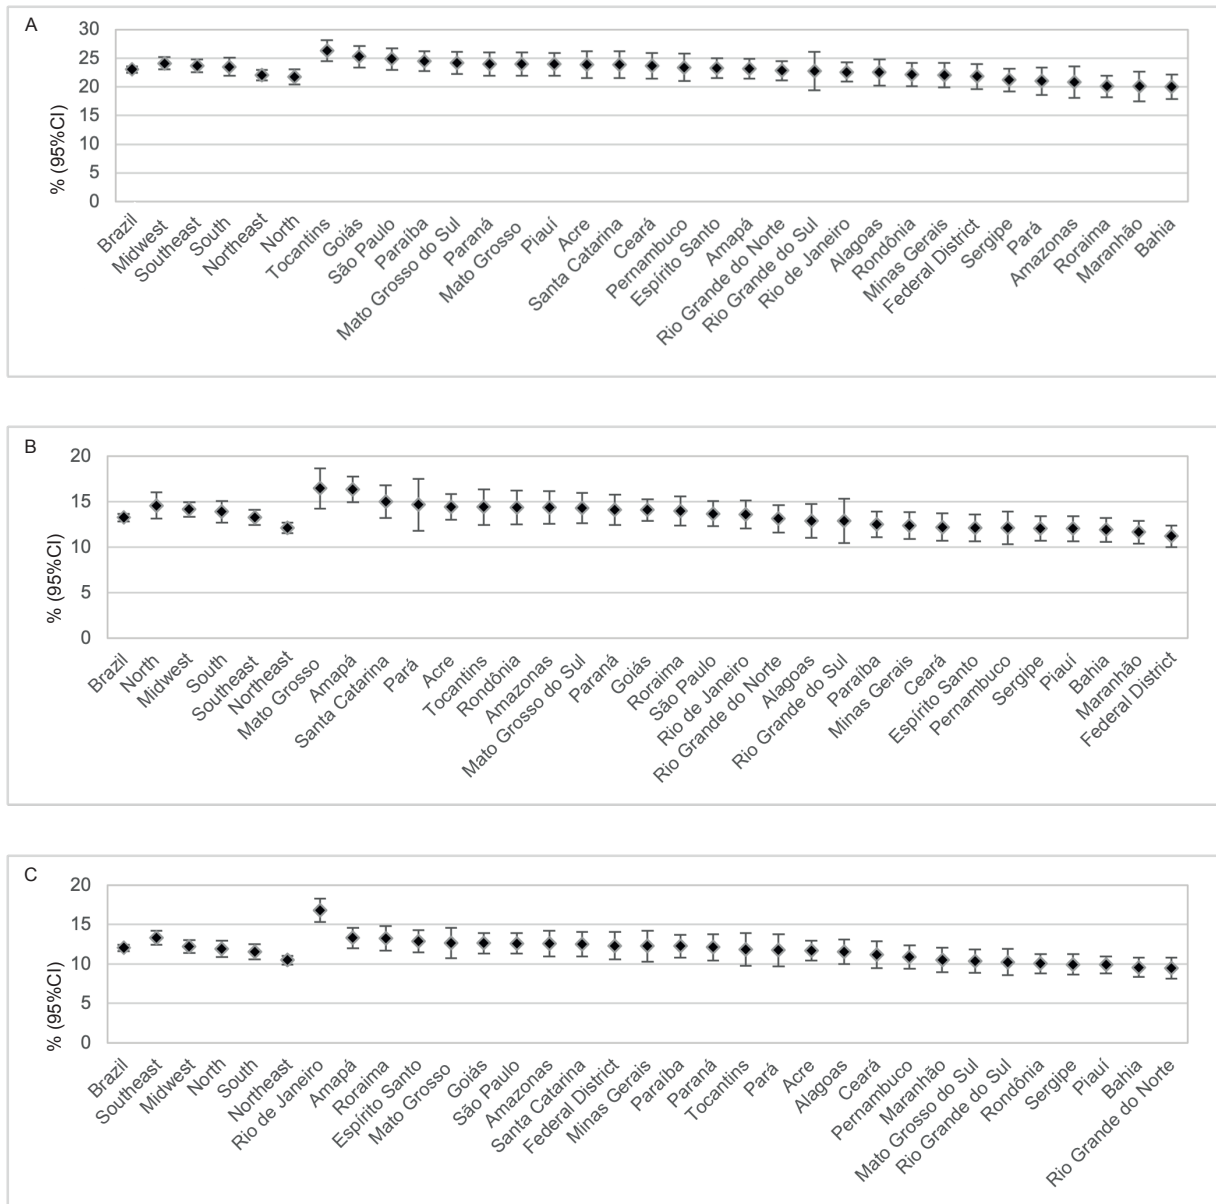 A
% (95%CI)
30
25
20
15
10
5
0
Brazil
Midwest
Southeast
South
Northeast
North
Tocantins
Goiás
São Paulo
Paraíba
Mato Grosso do Sul
Paraná
Mato Grosso
Piauí
Acre
Santa Catarina
Ceará
Pernambuco
Espírito Santo
Amapá
Rio Grande do Norte
Rio Grande do Sul
Rio de Janeiro
Alagoas
Rondônia
Minas Gerais
Federal District
Sergipe
Pará
Amazonas
Roraima
Maranhão
Bahia
B
% (95%CI)
20
15
10
5
0
Brazil
North
Midwest
South
Southeast
Northeast
Mato Grosso
Amapá
Santa Catarina
Pará
Acre
Tocantins
Rondônia
Amazonas
Mato Grosso do Sul
Paraná
Goiás
Roraima
São Paulo
Rio de Janeiro
Rio Grande do Norte
Alagoas
Rio Grande do Sul
Paraíba
Minas Gerais
Ceará
Espírito Santo
Pernambuco
Sergipe
Piauí
Bahia
Maranhão
Federal District
C
% (95%CI)
20
15
10
5
0
Brazil
Southeast
Midwest
North
South
Northeast
Rio de Janeiro
Amapá
Roraima
Espírito Santo
Mato Grosso
Goiás
São Paulo
Amazonas
Santa Catarina
Federal District
Minas Gerais
Paraíba
Paraná
Tocantins
Pará
Acre
Alagoas
Ceará
Pernambuco
Maranhão
Mato Grosso do Sul
Rio Grande do Sul
Rondônia
Sergipe
Piauí
Bahia
Rio Grande do Norte